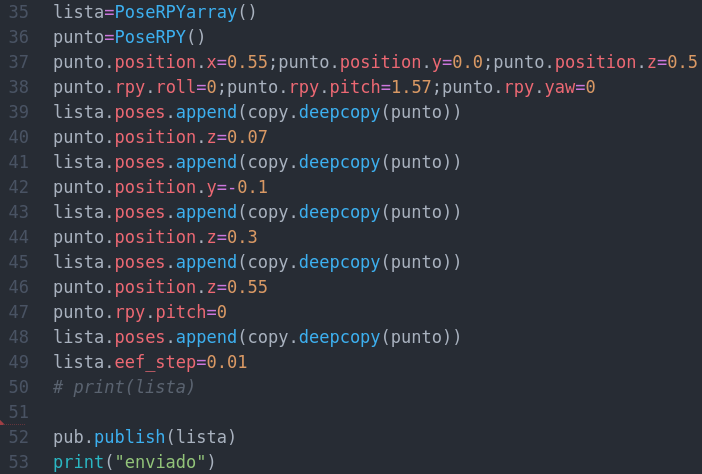 35 lista=PoseRPYarray()
36 punto=PoseRPY()
37 punto.position.x=0.55;punto.position.y=0.0;punto.position.z=0.5
38 punto.rpy.roll=0;punto.rpy.pitch=1.57;punto.rpy.yaw=0
39 lista.poses.append(copy.deepcopy(punto))
40 punto.position.z=0.07
41 lista.poses.append(copy.deepcopy(punto))
42 punto.position.y=-0.1
43 lista.poses.append(copy.deepcopy(punto))
44 punto.position.z=0.3
45 lista.poses.append(copy.deepcopy(punto))
46 punto.position.z=0.55
47 punto.rpy.pitch=0
48 lista.poses.append(copy.deepcopy(punto))
49 lista.eef_step=0.01
50 # print(lista)
51
52 pub.publish(lista)
53 print("enviado")